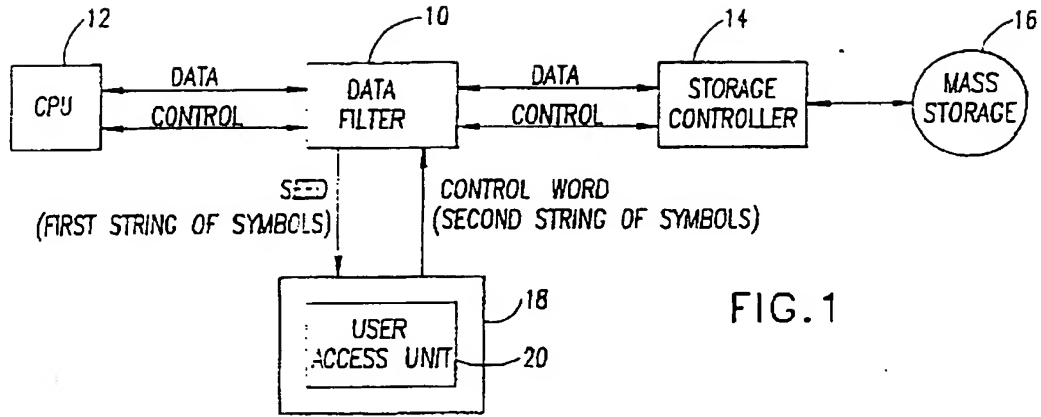 12
10
14
16
CPU
DATA
CONTROL
DATA
FILTER
DATA
CONTROL
STORAGE
CONTROLLER
MASS
STORAGE
SEED
(FIRST STRING OF SYMBOLS)
CONTROL WORD
(SECOND STRING OF SYMBOLS)
18
USER
ACCESS UNIT
20
FIG.1